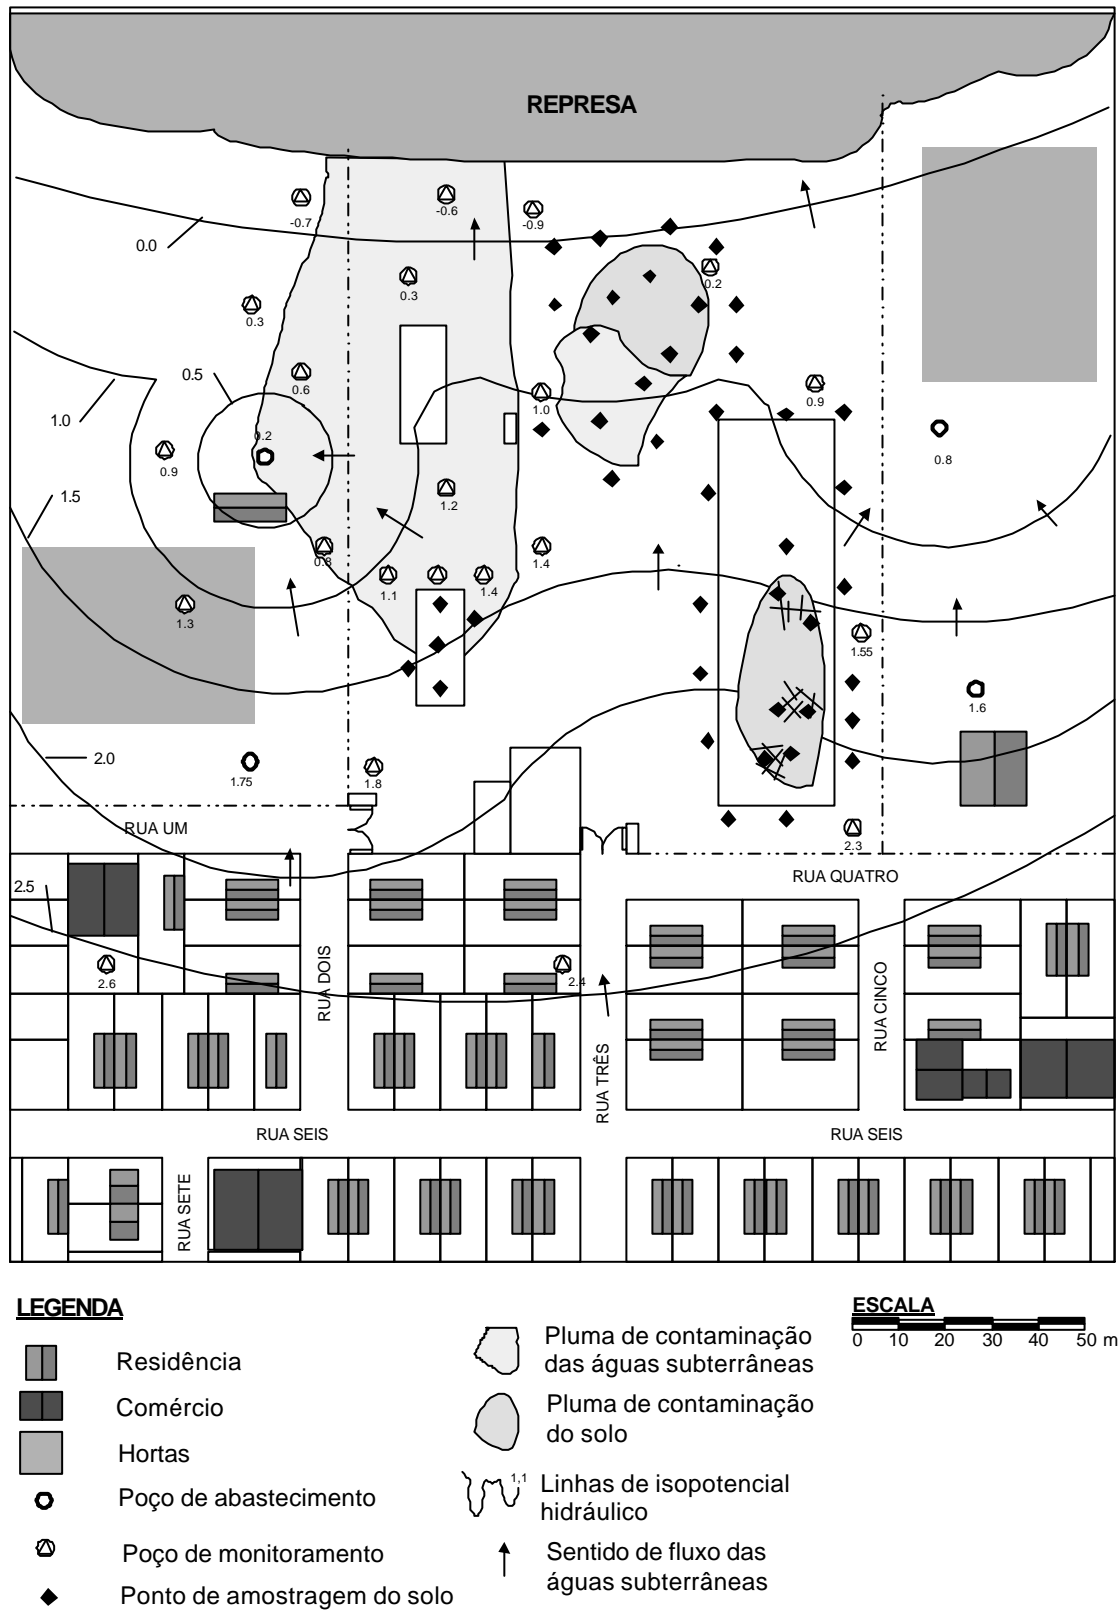 REPRESA
-0.7
-0.6
-0.9
0.0
0.2
0.3
0.3
0.5
0.6
1.0
0.9
1.0
0.2
0.8
0.9
1.5
1.2
0.8
1.4
1.1
1.4
1.3
1.55
1.6
2.0
1.75
1.8
RUA UM
2.3
RUA QUATRO
2.5
2.6
2.4
RUA DOIS
RUA TRÊS
RUA CINCO
RUA SEIS
RUA SEIS
RUA SETE
LEGENDA
Residência
Comércio
Hortas
Poço de abastecimento
Poço de monitoramento
Ponto de amostragem do solo
Pluma de contaminação
das águas subterrâneas
Pluma de contaminação
do solo
1,1
Linhas de isopotencial
hidráulico
Sentido de fluxo das
águas subterrâneas
ESCALA
0 10 20 30 40 50 m